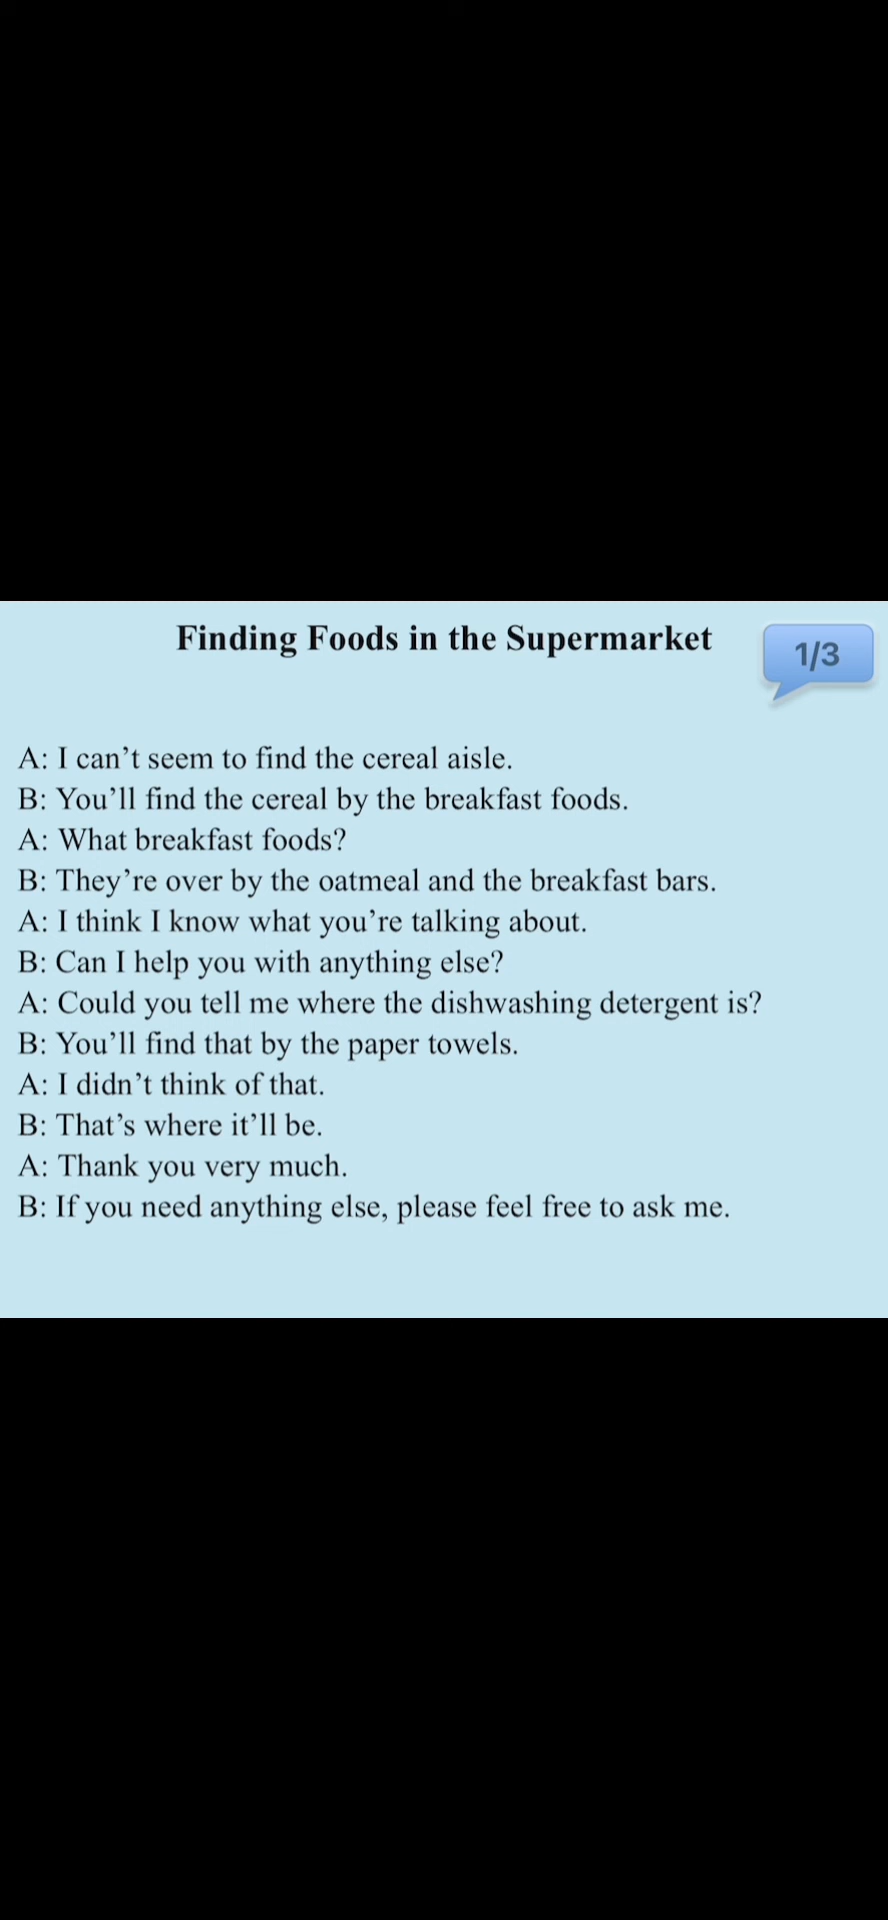 Finding Foods in the Supermarket
1/3
A: I can’t seem to find the cereal aisle.
B: You’ll find the cereal by the breakfast foods.
A: What breakfast foods?
B: They’re over by the oatmeal and the breakfast bars.
A: I think I know what you’re talking about.
B: Can I help you with anything else?
A: Could you tell me where the dishwashing detergent is?
B: You’ll find that by the paper towels.
A: I didn’t think of that.
B: That’s where it’ll be.
A: Thank you very much.
B: If you need anything else, please feel free to ask me.